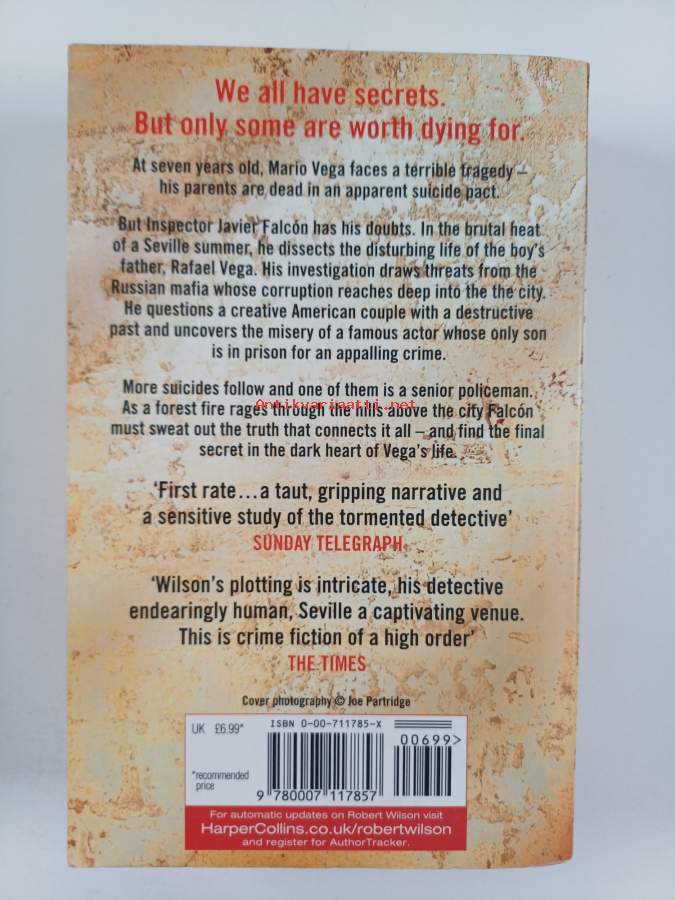 We all have secrets.
But only some are worth dying for.
At seven years old, Mario Vega faces a terrible tragedy –
his parents are dead in an apparent suicide pact.
But Inspector Javier Falcón has his doubts. In the brutal heat
of a Seville summer, he dissects the disturbing life of the boy's
father, Rafael Vega. His investigation draws threats from the
Russian mafia whose corruption reaches deep into the the city.
He questions a creative American couple with a destructive
past and uncovers the misery of a famous actor whose only son
is in prison for an appalling crime.
More suicides follow and one of them is a senior policeman.
As a forest fire rages through the hills above the city Falcón
Antikvariaatti.net
must sweat out the truth that connects it all – and find the final
secret in the dark heart of Vega's life.
'First rate...a taut, gripping narrative and
a sensitive study of the tormented detective'
SUNDAY TELEGRAPH
'Wilson's plotting is intricate, his detective
endearingly human, Seville a captivating venue.
This is crime fiction of a high order'
THE TIMES
Cover photography © Joe Partridge
UK £6.99*
*recommended
price
ISBN 0-00-711785-X
00699>
9 780007 117857
For automatic updates on Robert Wilson visit
HarperCollins.co.uk/robertwilson
and register for AuthorTracker.